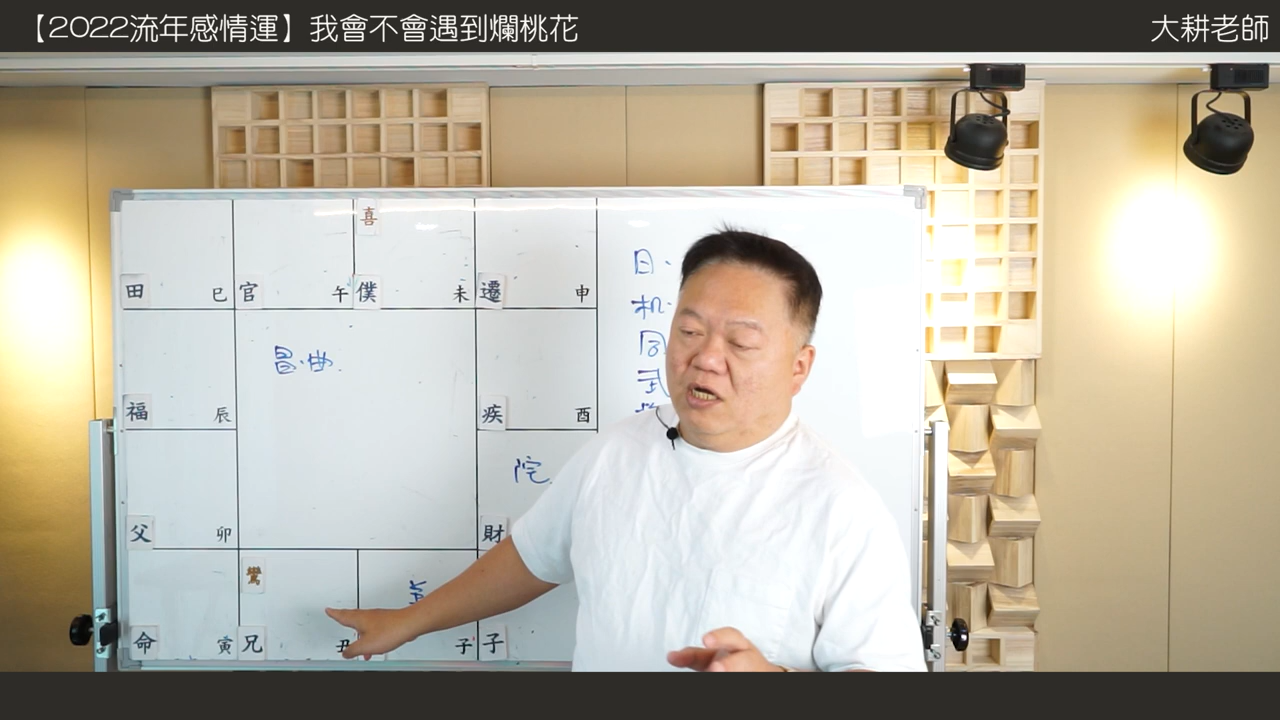 【2022流年感情運】我會不會遇到爛桃花
大耕老師
喜
田 巳 官 午 僕 未 遷 申
日.
机.
同
武
昌.曲.
福 辰 疾 酉
院
父 卯 財
鸞
命 寅 兄 丑 子 子